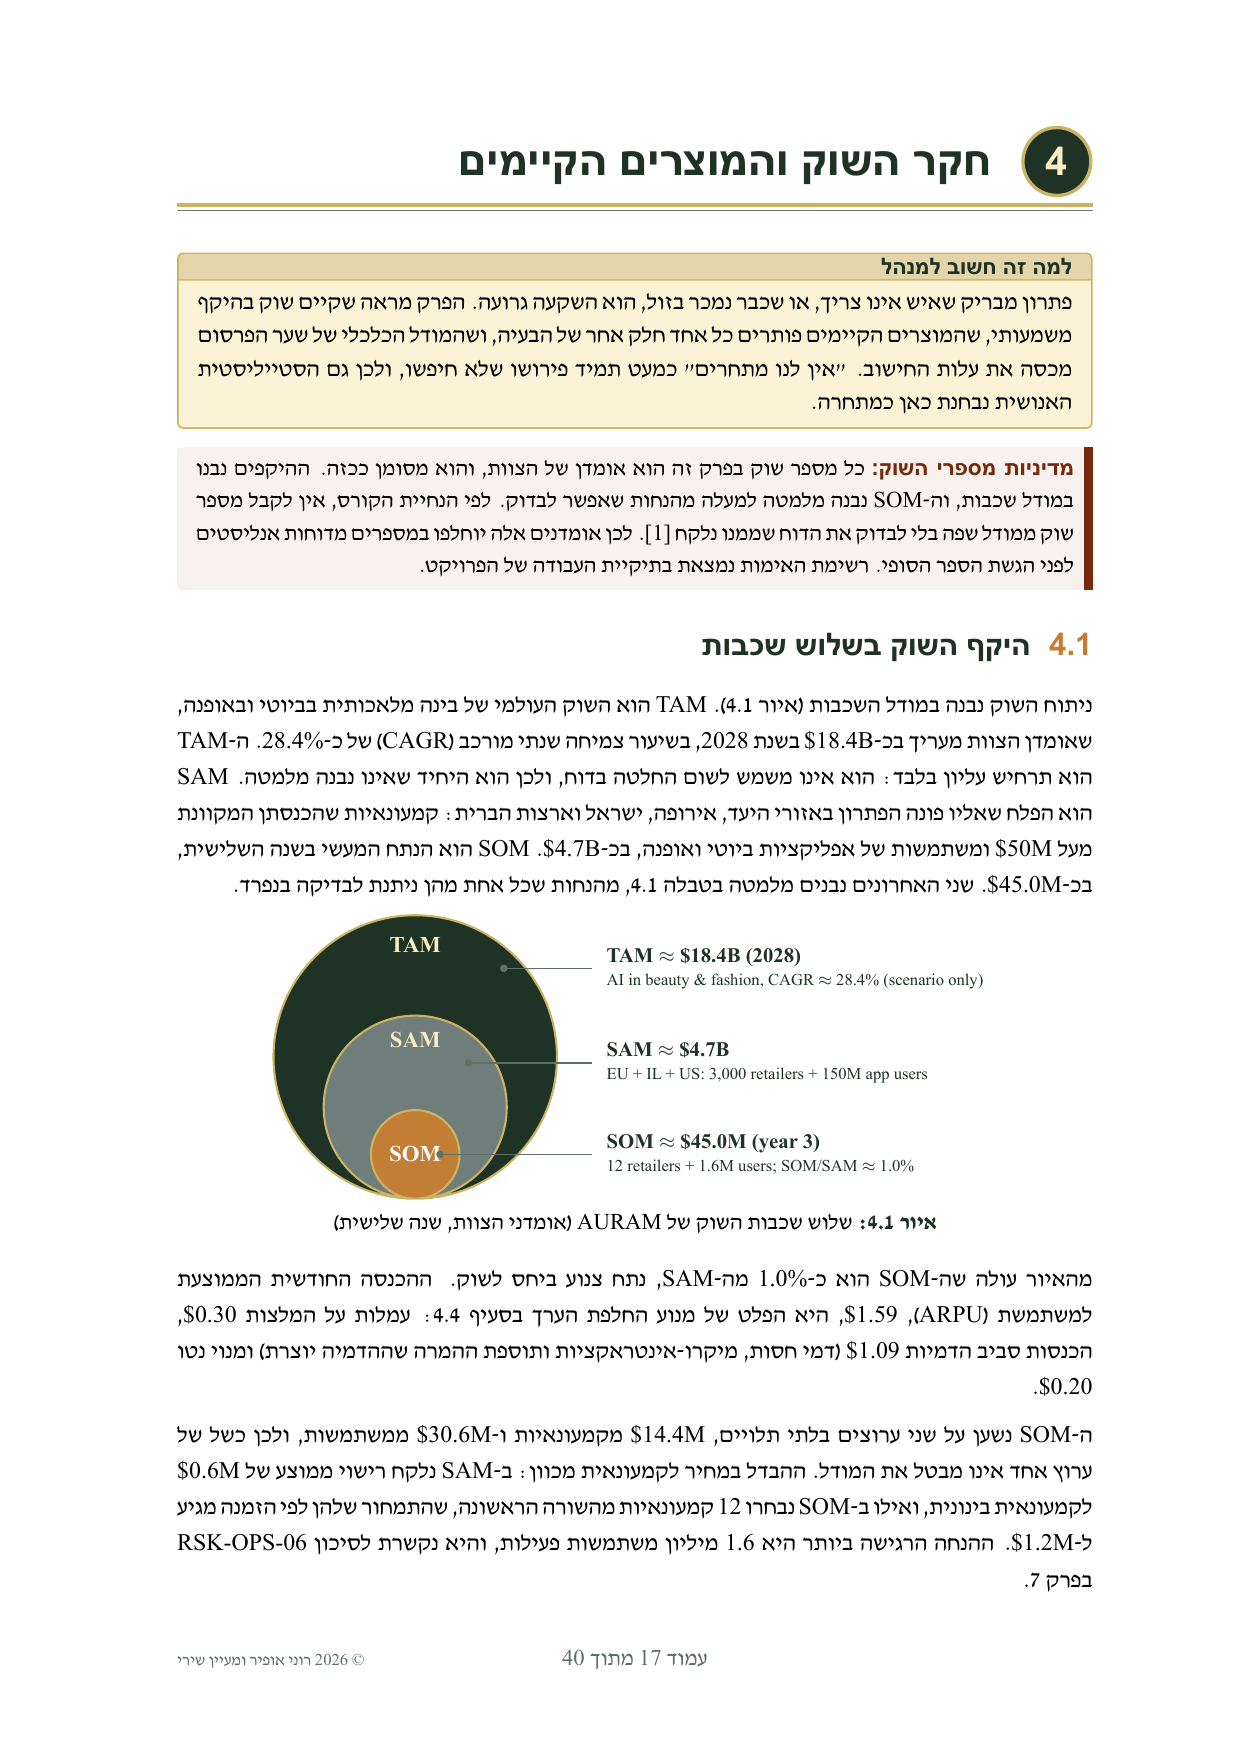 4 חקר השוק והמוצרים הקיימים
למה זה חשוב למנהל
פתרון מבריק שאיש אינו צריך, או שכבר נמכר בזול, הוא השקעה גרועה. הפרק מראה שקיים שוק בהיקף
משמעותי, שהמוצרים הקיימים פותרים כל אחד חלק אחר של הבעיה, ושהמודל הכלכלי של שער הפרסום
מכסה את עלות החישוב. "אין לנו מתחרים" כמעט תמיד פירושו שלא חיפשו, ולכן גם הסטייליסטית
האנושית נבחנת כאן כמתחרה.
מדיניות מספרי השוק: כל מספר שוק בפרק זה הוא אומדן של הצוות, והוא מסומן ככזה. ההיקפים נבנו
במודל שכבות, וה-SOM נבנה מלמטה למעלה מהנחות שאפשר לבדוק. לפי הנחיית הקורס, אין לקבל מספר
שוק ממודל שפה בלי לבדוק את הדוח שממנו נלקח [1]. לכן אומדנים אלה יוחלפו במספרים מדוחות אנליסטים
לפני הגשת הספר הסופי. רשימת האימות נמצאת בתיקיית העבודה של הפרויקט.
4.1 היקף השוק בשלוש שכבות
ניתוח השוק נבנה במודל השכבות (איור 4.1). TAM הוא השוק העולמי של בינה מלאכותית בביוטי ובאופנה,
שאומדן הצוות מעריך בכ-$18.4B בשנת 2028, בשיעור צמיחה שנתי מורכב (CAGR) של כ-28.4%. ה-TAM
הוא תרחיש עליון בלבד: הוא אינו משמש לשום החלטה בדוח, ולכן הוא היחיד שאינו נבנה מלמטה. SAM
הוא הפלח שאליו פונה הפתרון באזורי היעד, אירופה, ישראל וארצות הברית: קמעונאיות שהכנסתן המקוונת
מעל $50M ומשתמשות של אפליקציות ביוטי ואופנה, בכ-$4.7B. SOM הוא הנתח המעשי בשנה השלישית,
בכ-$45.0M. שני האחרונים נבנים מלמטה בטבלה 4.1, מהנחות שכל אחת מהן ניתנת לבדיקה בנפרד.
TAM
TAM ≈ $18.4B (2028)
AI in beauty & fashion, CAGR ≈ 28.4% (scenario only)
SAM
SAM ≈ $4.7B
EU + IL + US: 3,000 retailers + 150M app users
SOM
SOM ≈ $45.0M (year 3)
12 retailers + 1.6M users; SOM/SAM ≈ 1.0%
איור 4.1: שלוש שכבות השוק של AURAM (אומדני הצוות, שנה שלישית)
מהאיור עולה שה-SOM הוא כ-1.0% מה-SAM, נתח צנוע ביחס לשוק. ההכנסה החודשית הממוצעת
למשתמשת (ARPU), $1.59, היא הפלט של מנוע החלפת הערך בסעיף 4.4: עמלות על המלצות $0.30,
הכנסות סביב הדמיות $1.09 (דמי חסות, מיקרו-אינטראקציות ותוספת ההמרה שההדמיה יוצרת) ומנוי נטו
$0.20.
ה-SOM נשען על שני ערוצים בלתי תלויים, $14.4M מקמעונאיות ו-$30.6M ממשתמשות, ולכן כשל של
ערוץ אחד אינו מבטל את המודל. ההבדל במחיר לקמעונאית מכוון: ב-SAM נלקח רישוי ממוצע של $0.6M
לקמעונאית בינונית, ואילו ב-SOM נבחרו 12 קמעונאיות מהשורה הראשונה, שהתמחור שלהן לפי הזמנה מגיע
ל-$1.2M. ההנחה הרגישה ביותר היא 1.6 מיליון משתמשות פעילות, והיא נקשרת לסיכון RSK-OPS-06
בפרק 7.
עמוד 17 מתוך 40
© 2026 רוני אופיר ומעיין שירי